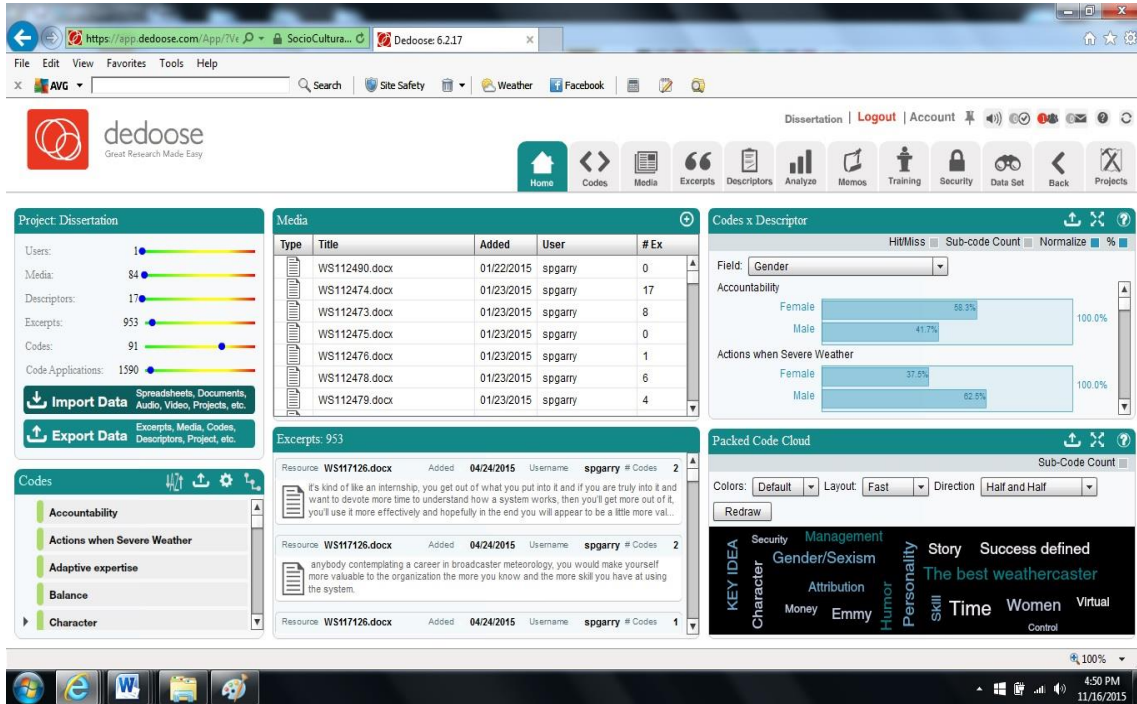 https://app.dedoose.com/App/?Ve
SocioCultura...
Dedoose: 6.2.17
File Edit View Favorites Tools Help
AVG
Search
Site Safety
Weather
Facebook
dedoose
Great Research Made Easy
Dissertation | Logout | Account
Home
Codes
Media
Excerpts
Descriptors
Analyze
Memos
Training
Security
Data Set
Back
Projects
Project: Dissertation
Users: 1
Media: 84
Descriptors: 17
Excerpts: 953
Codes: 91
Code Applications: 1590
Import Data Spreadsheets, Documents,
Audio, Video, Projects, etc.
Export Data Excerpts, Media, Codes,
Descriptors, Project, etc.
Codes
Accountability
Actions when Severe Weather
Adaptive expertise
Balance
Character
Media
Type Title Added User # Ex
WS112490.docx 01/22/2015 spgarry 0
WS112474.docx 01/23/2015 spgarry 17
WS112473.docx 01/23/2015 spgarry 8
WS112475.docx 01/23/2015 spgarry 0
WS112476.docx 01/23/2015 spgarry 1
WS112478.docx 01/23/2015 spgarry 6
WS112479.docx 01/23/2015 spgarry 4
Excerpts: 953
Resource WS117126.docx Added 04/24/2015 Username spgarry # Codes 2
it's kind of like an internship, you get out of what you put into it and if you are truly into it and
want to devote more time to understand how a system works, then you'll get more out of it,
you'll use it more effectively and hopefully in the end you will appear to be a little more val...
Resource WS117126.docx Added 04/24/2015 Username spgarry # Codes 2
anybody contemplating a career in broadcaster meteorology, you would make yourself
more valuable to the organization the more you know and the more skill you have at using
the system.
Resource WS117126.docx Added 04/24/2015 Username spgarry # Codes 1
Codes x Descriptor
Hit/Miss Sub-code Count Normalize %
Field: Gender
Accountability
Female 58.3%
Male 41.7%
100.0%
Actions when Severe Weather
Female 37.5%
Male 62.5%
100.0%
Packed Code Cloud
Sub-Code Count
Colors: Default Layout: Fast Direction Half and Half
Redraw
KEY IDEA
Security
Management
Gender/Sexism
Character
Attribution
Money
Emmy
Humor
Personality
Story
Success defined
The best weathercaster
skill
Time
Women
Virtual
Control
100%
4:50 PM
11/16/2015